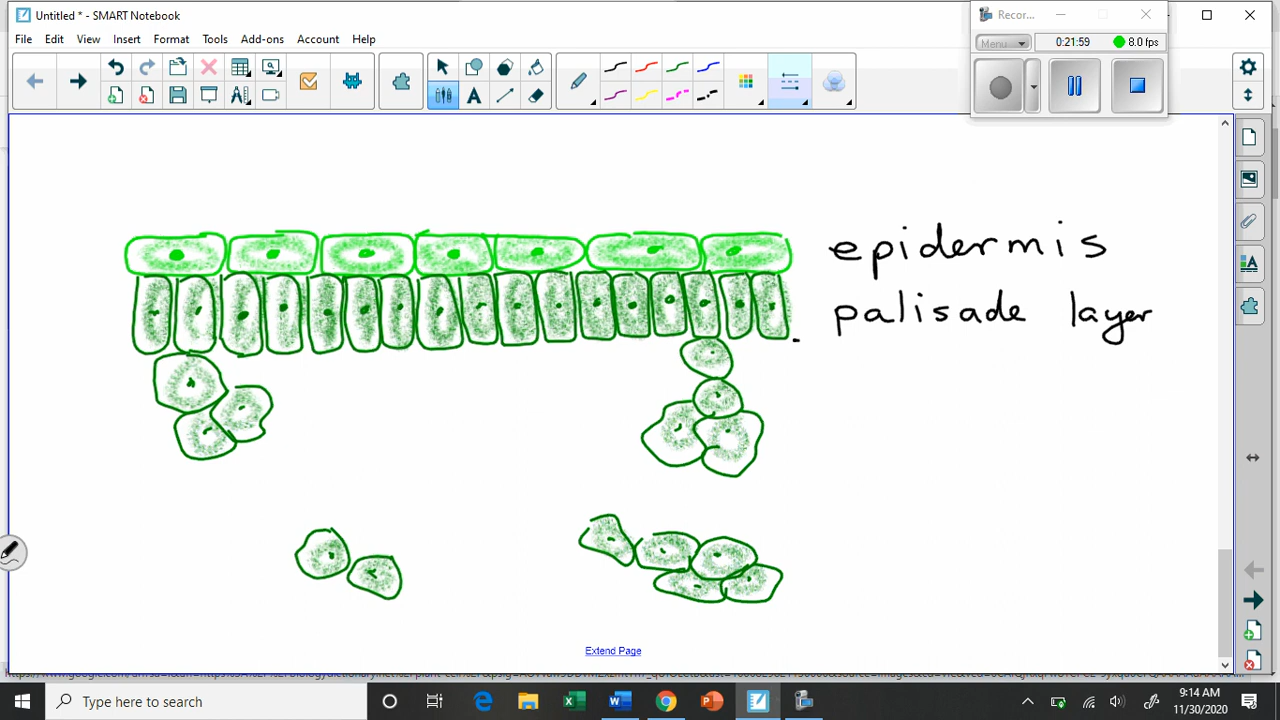 Untitled * - SMART Notebook
Recor...
File Edit View Insert Format Tools Add-ons Account Help
Menu
0:21:59
8.0 fps
epidermis
palisade layer
Extend Page
Type here to search
9:14 AM
11/30/2020